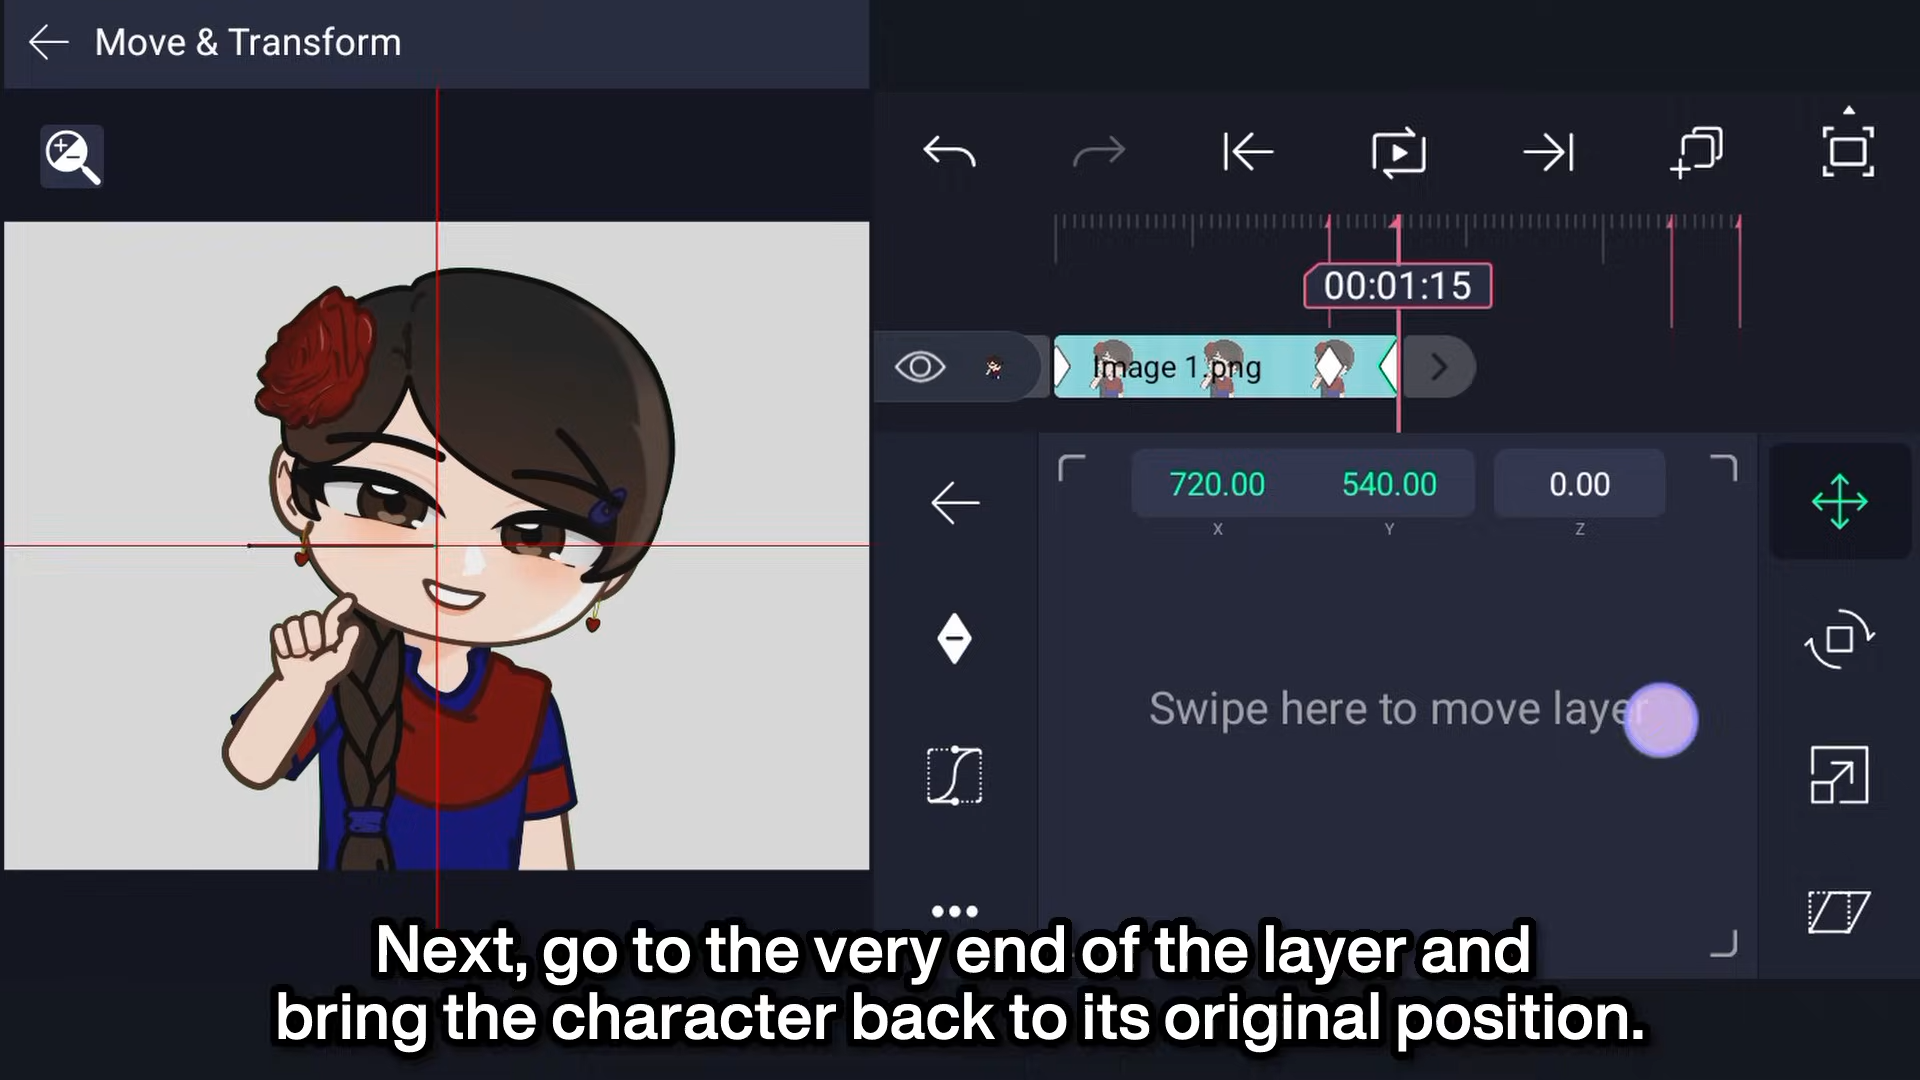 Move & Transform
00:01:15
Image 1.png
720.00 540.00 0.00
X Y Z
Swipe here to move layer
Next, go to the very end of the layer and
bring the character back to its original position.